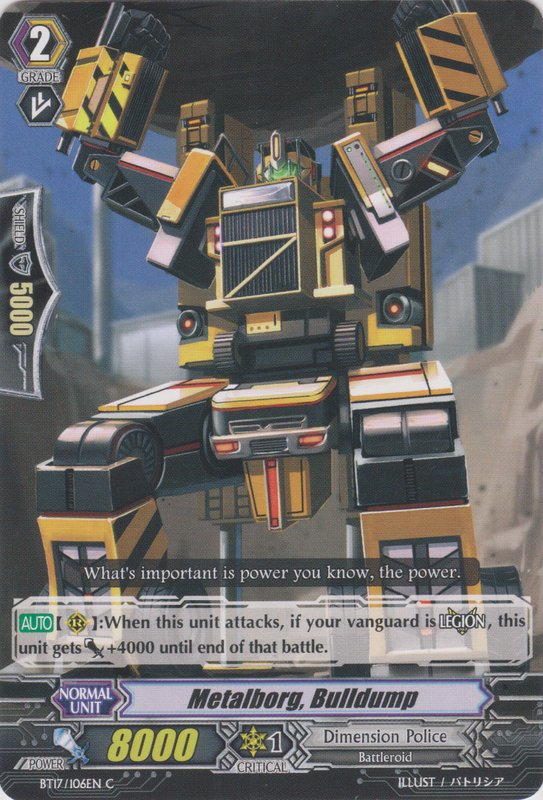 2
GRADE
SHIELD
5000
What's important is power you know, the power.
AUTO【 R 】:When this unit attacks, if your vanguard is LEGION, this
unit gets +4000 until end of that battle.
NORMAL
UNIT
Metalborg, Bulldump
POWER
8000
1
CRITICAL
Dimension Police
Battleroid
BT17/106EN C
ILLUST / パトリシア